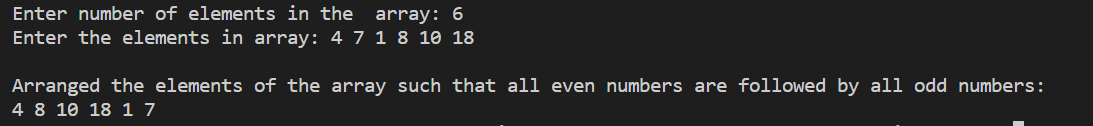 Enter number of elements in the  array: 6
Enter the elements in array: 4 7 1 8 10 18
Arranged the elements of the array such that all even numbers are followed by all odd numbers:
4 8 10 18 1 7